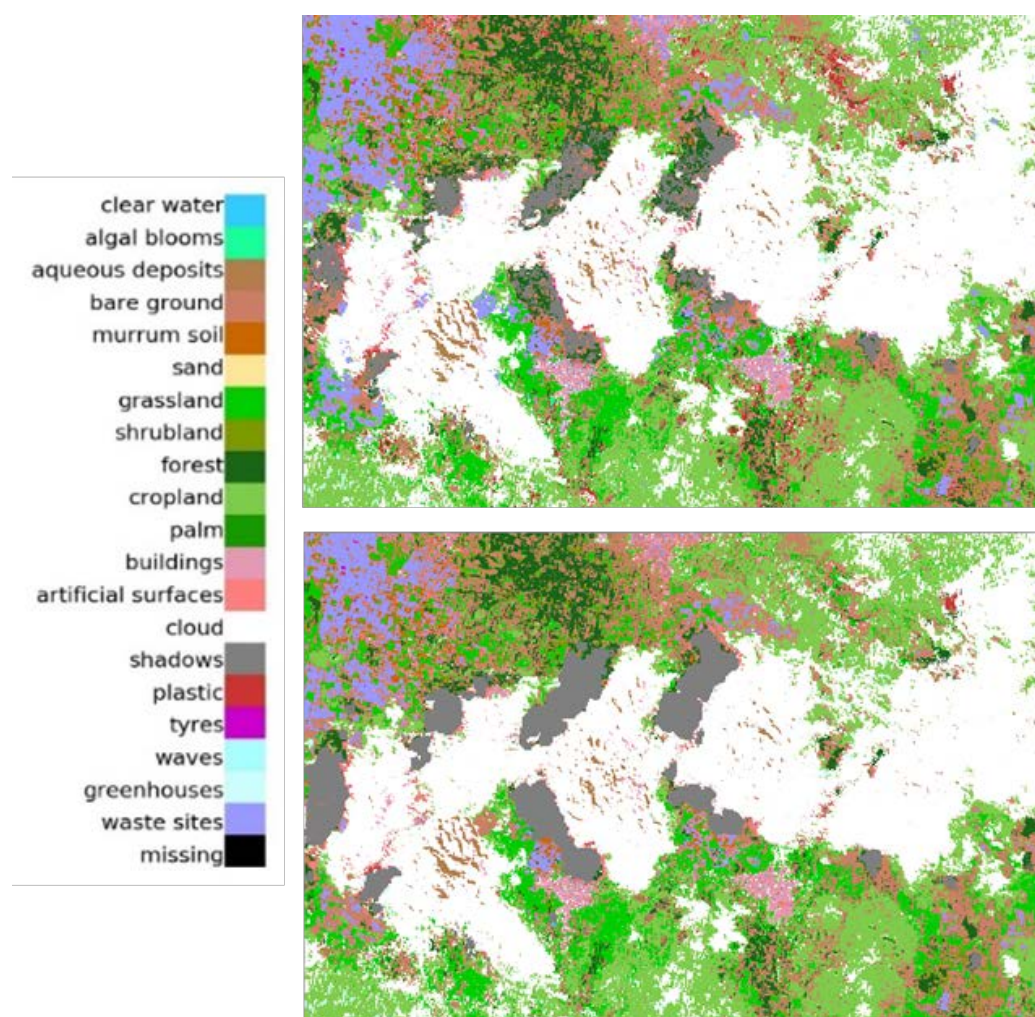 clear water
algal blooms
aqueous deposits
bare ground
murrum soil
sand
grassland
shrubland
forest
cropland
palm
buildings
artificial surfaces
cloud
shadows
plastic
tyres
waves
greenhouses
waste sites
missing